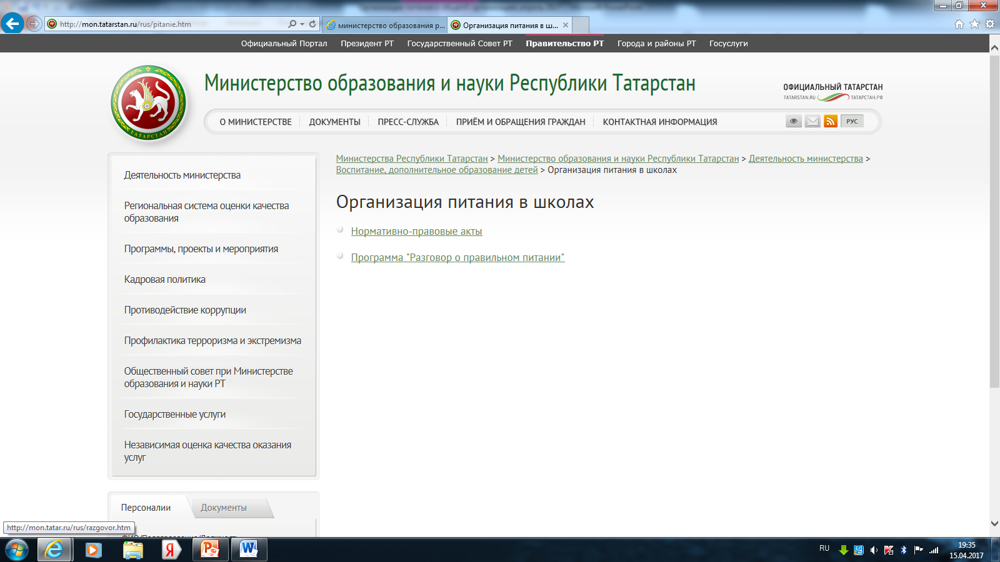 http://mon.tatarstan.ru/rus/pitanie.htm
министерство образования р...
Организация питания в ш...
Официальный Портал
Президент РТ
Государственный Совет РТ
Правительство РТ
Города и районы РТ
Госуслуги
ТАТАРСТАН
Министерство образования и науки Республики Татарстан
ОФИЦИАЛЬНЫЙ ТАТАРСТАН
TATARSTAN.RU
ТАТАРСТАН.РФ
О МИНИСТЕРСТВЕ
ДОКУМЕНТЫ
ПРЕСС-СЛУЖБА
ПРИЁМ И ОБРАЩЕНИЯ ГРАЖДАН
КОНТАКТНАЯ ИНФОРМАЦИЯ
РУС
Деятельность министерства
Региональная система оценки качества
образования
Программы, проекты и мероприятия
Кадровая политика
Противодействие коррупции
Профилактика терроризма и экстремизма
Общественный совет при Министерстве
образования и науки РТ
Государственные услуги
Независимая оценка качества оказания
услуг
Персоналии
Документы
Министерства Республики Татарстан > Министерство образования и науки Республики Татарстан > Деятельность министерства >
Воспитание, дополнительное образование детей > Организация питания в школах
Организация питания в школах
Нормативно-правовые акты
Программа "Разговор о правильном питании"
http://mon.tatar.ru/rus/razgovor.htm
RU
19:35
15.04.2017